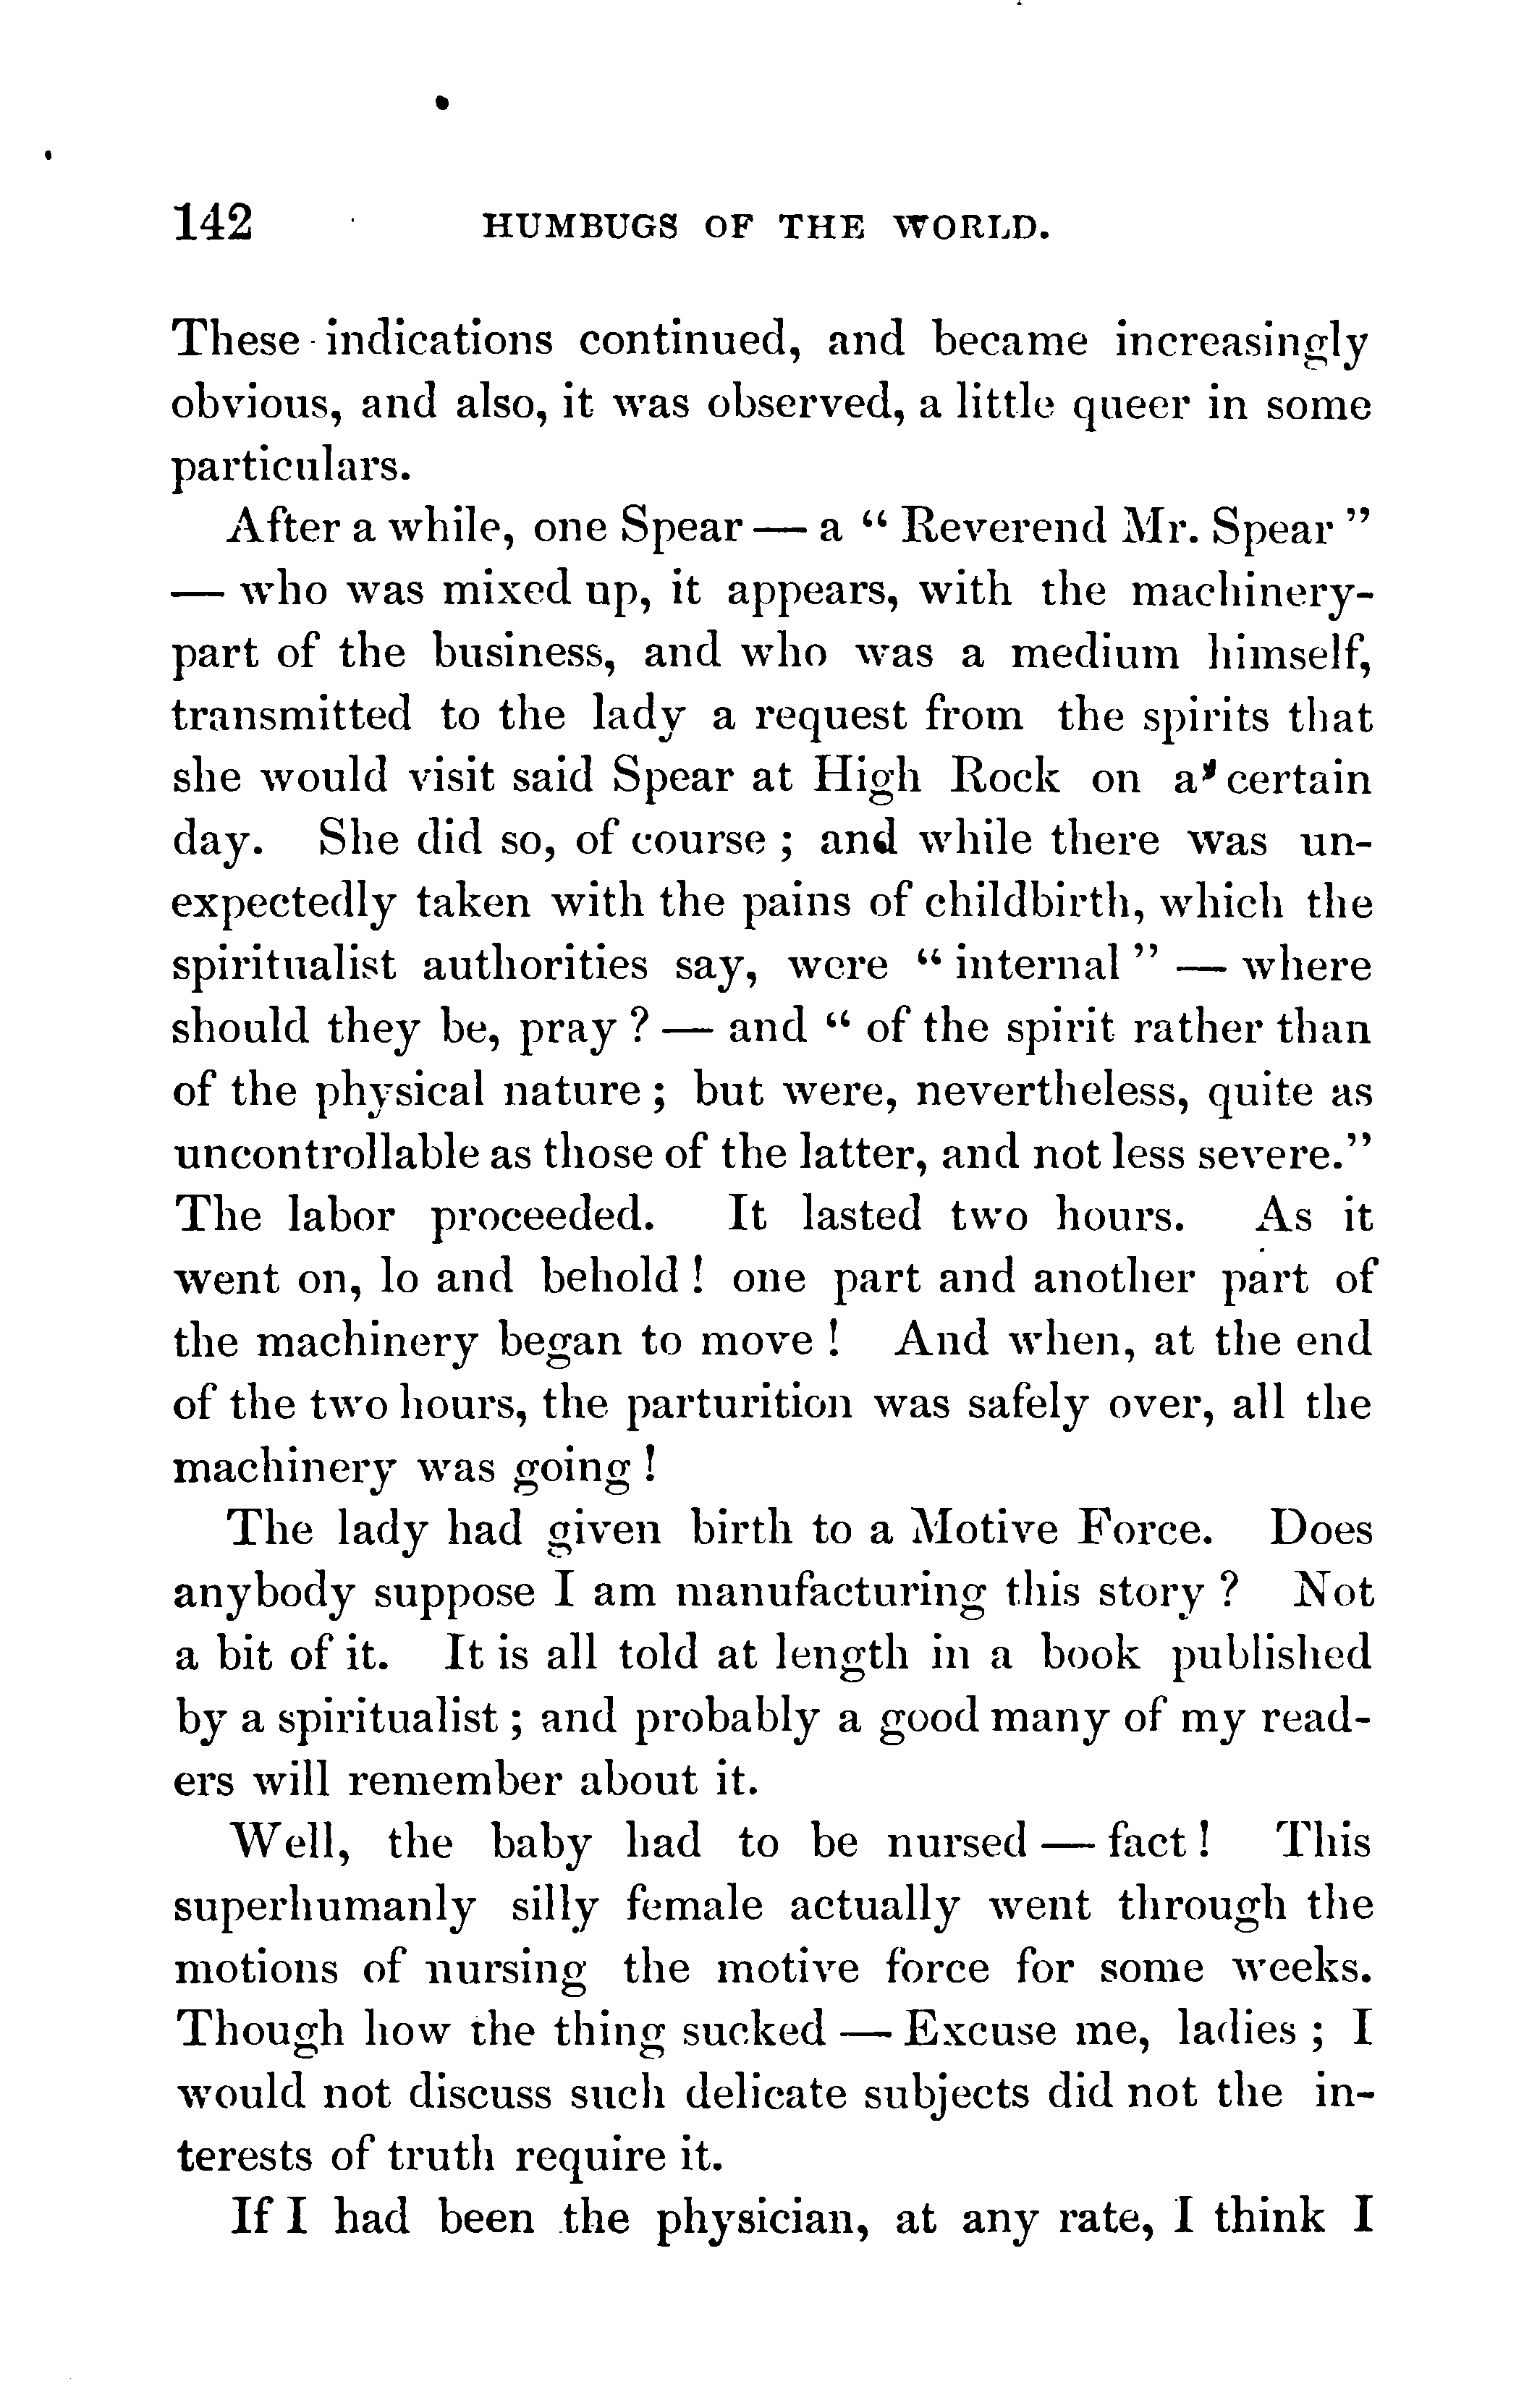 142 HUMBUGS OF THE WORLD.
These indications continued, and became increasingly
obvious, and also, it was observed, a little queer in some
particulars.
After a while, one Spear — a “ Reverend Mr. Spear ”
— who was mixed up, it appears, with the machinery-
part of the business, and who was a medium himself,
transmitted to the lady a request from the spirits that
she would visit said Spear at High Rock on a certain
day. She did so, of course ; and while there was un-
expectedly taken with the pains of childbirth, which the
spiritualist authorities say, were “ internal ” — where
should they be, pray ? — and “ of the spirit rather than
of the physical nature ; but were, nevertheless, quite as
uncontrollable as those of the latter, and not less severe.”
The labor proceeded. It lasted two hours. As it
went on, lo and behold ! one part and another part of
the machinery began to move ! And when, at the end
of the two hours, the parturition was safely over, all the
machinery was going !
The lady had given birth to a Motive Force. Does
anybody suppose I am manufacturing this story ? Not
a bit of it. It is all told at length in a book published
by a spiritualist ; and probably a good many of my read-
ers will remember about it.
Well, the baby had to be nursed — fact ! This
superhumanly silly female actually went through the
motions of nursing the motive force for some weeks.
Though how the thing sucked — Excuse me, ladies ; I
would not discuss such delicate subjects did not the in-
terests of truth require it.
If I had been the physician, at any rate, I think I